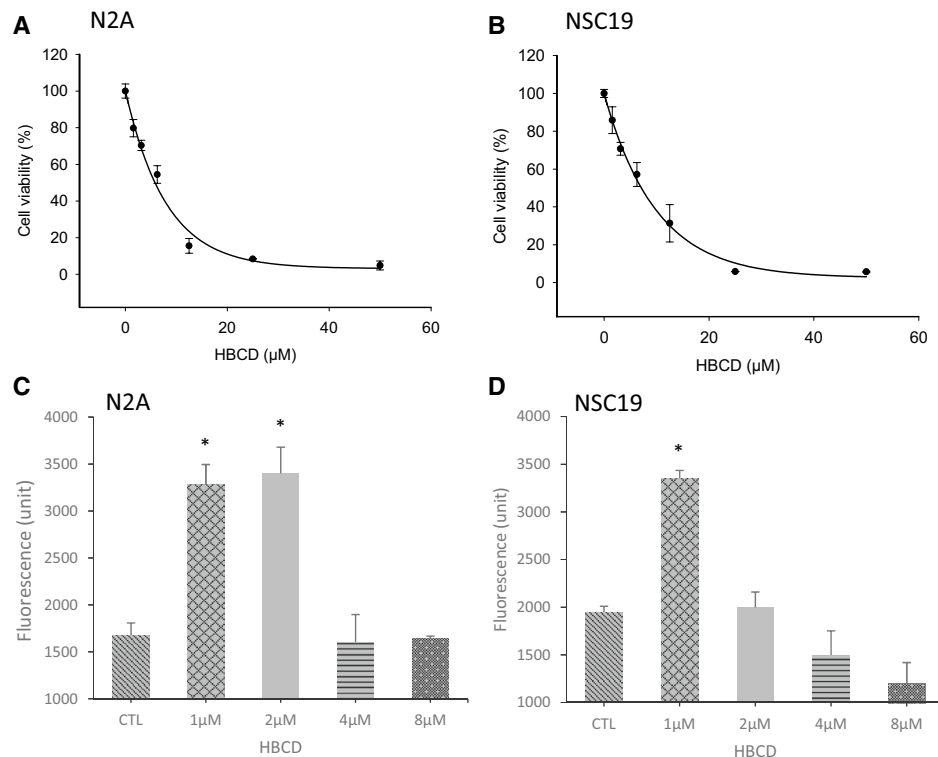 A N2A
120
100
80
60
40
20
0
Cell viability (%)
0 20 40 60
HBCD (µM)
B NSC19
120
100
80
60
40
20
0
Cell viability (%)
0 20 40 60
HBCD (µM)
C N2A
4000
3500
3000
2500
2000
1500
1000
Fluorescence (unit)
* *
CTL 1µM 2µM 4µM 8µM
HBCD
D NSC19
4000
3500
3000
2500
2000
1500
1000
Fluorescence (unit)
*
CTL 1µM 2µM 4µM 8µM
HBCD